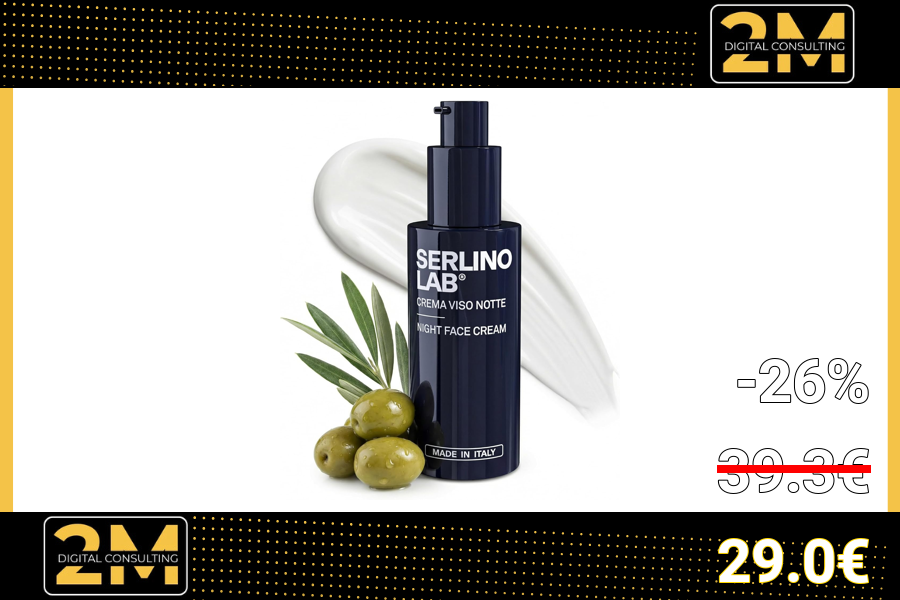 2M
DIGITAL CONSULTING
SERLINO
LAB®
CREMA VISO NOTTE
NIGHT FACE CREAM
MADE IN ITALY
-26%
39.3€
2M
DIGITAL CONSULTING
29.0€